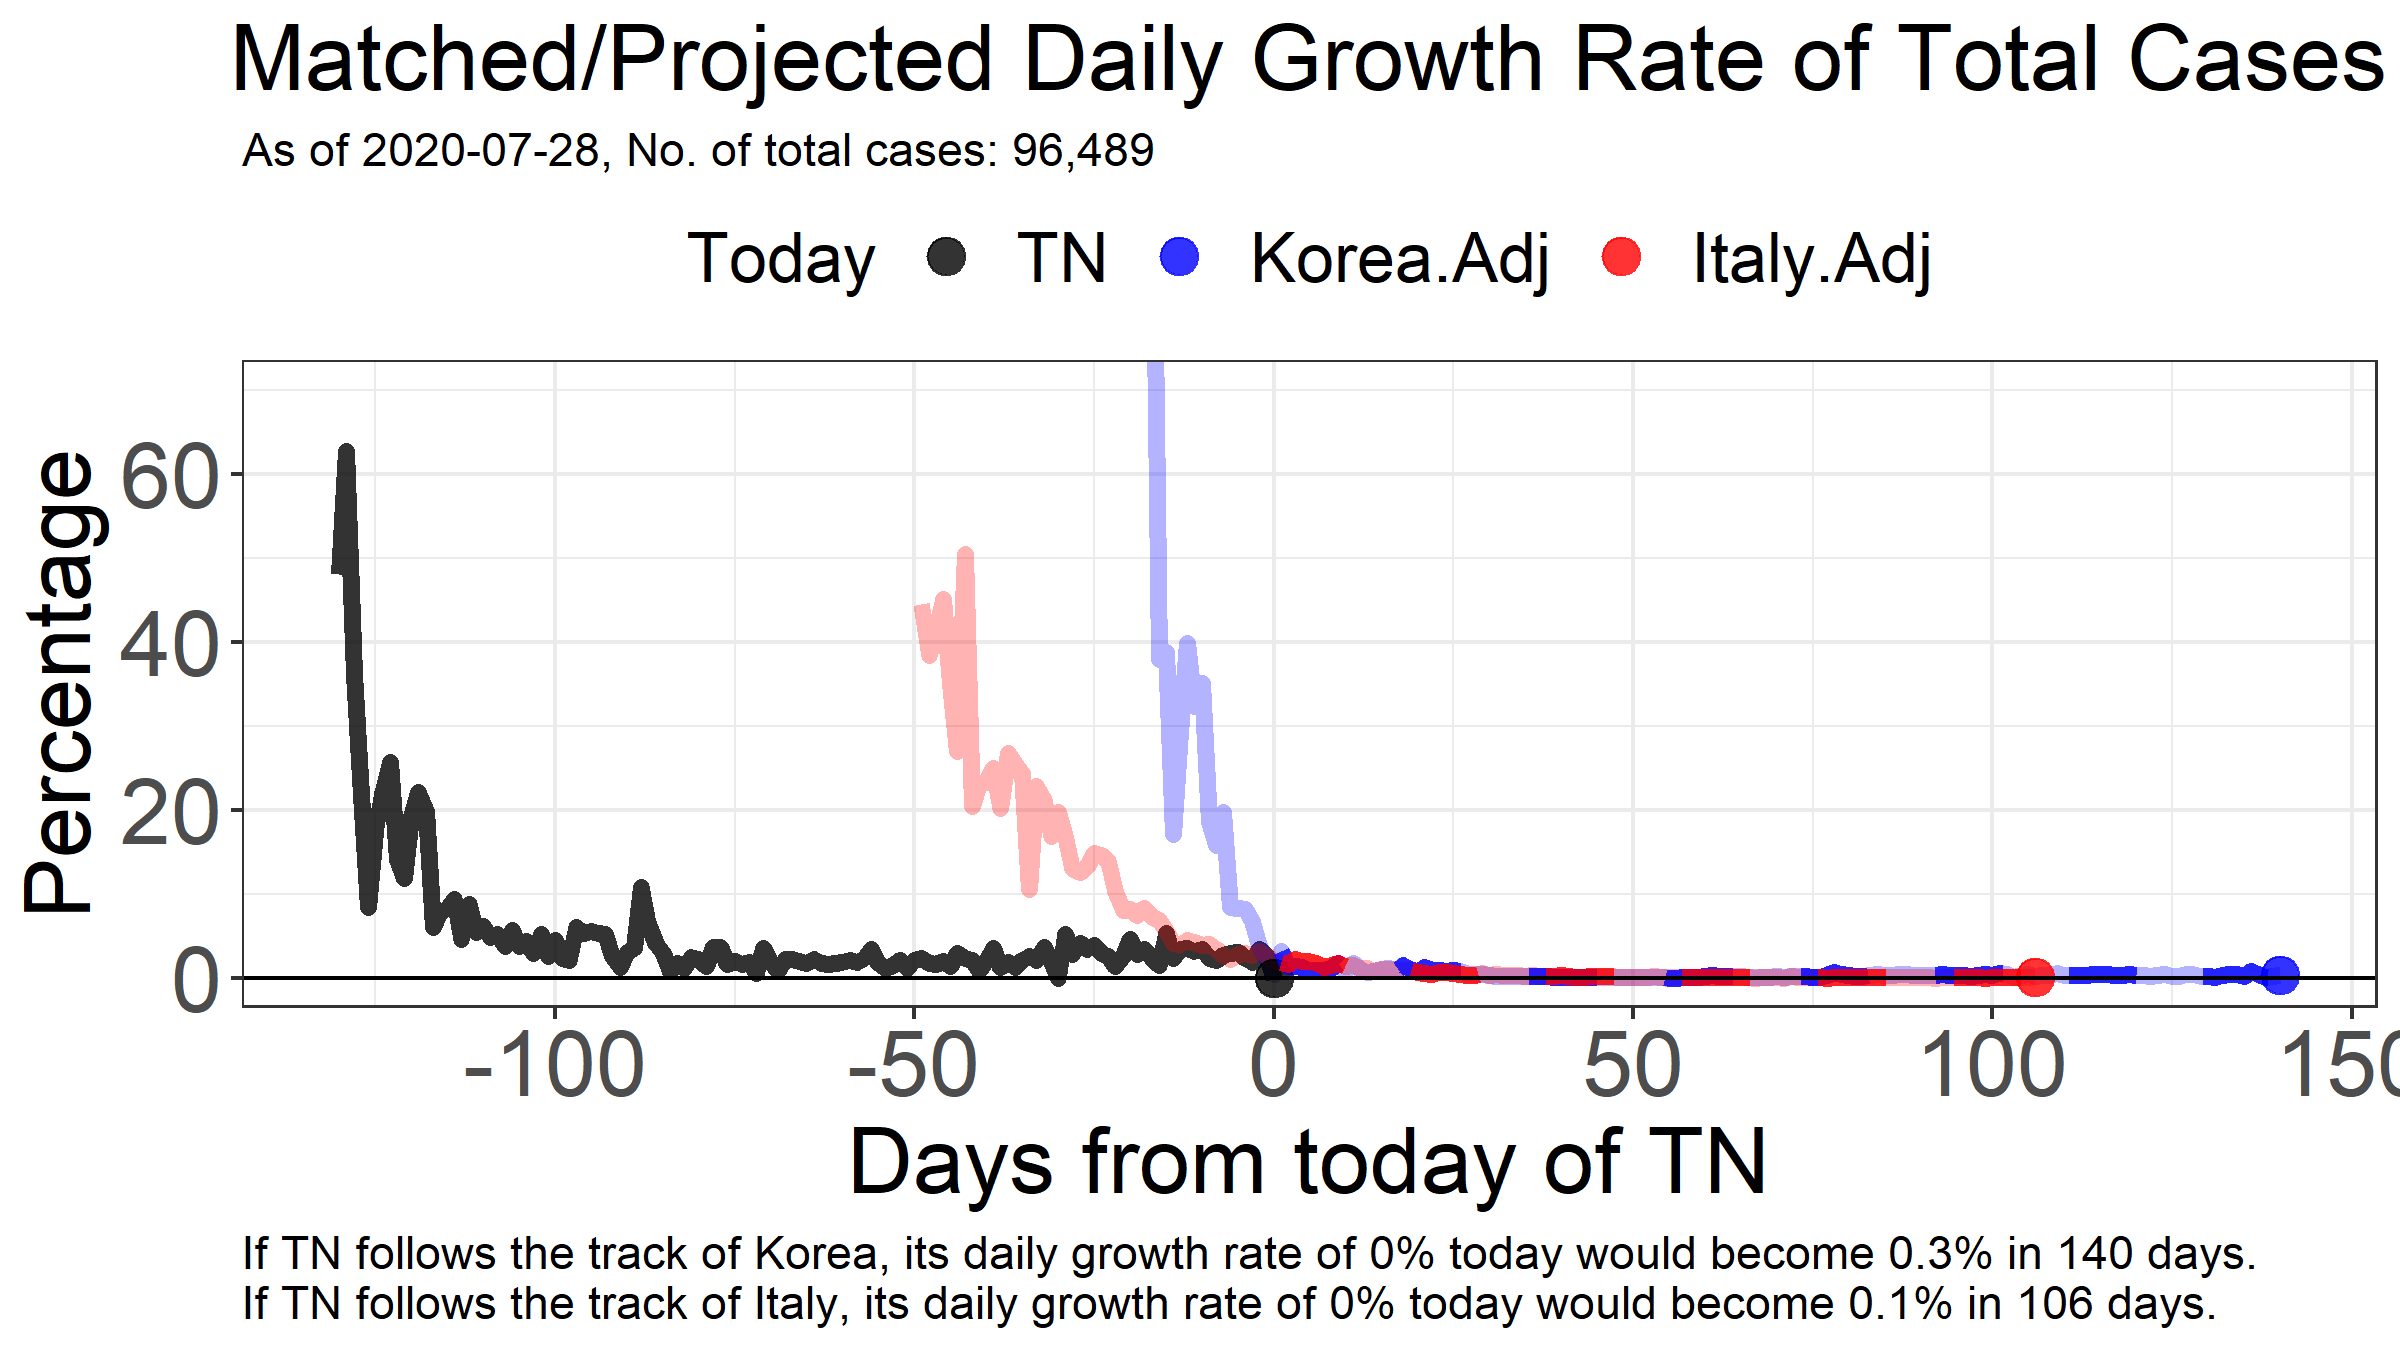 Matched/Projected Daily Growth Rate of Total Cases
As of 2020-07-28, No. of total cases: 96,489
Today TN Korea.Adj Italy.Adj
Percentage
60
40
20
0
-100 -50 0 50 100 150
Days from today of TN
If TN follows the track of Korea, its daily growth rate of 0% today would become 0.3% in 140 days.
If TN follows the track of Italy, its daily growth rate of 0% today would become 0.1% in 106 days.